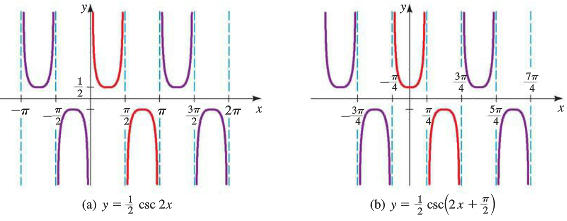 y
1/2
−π
−π/2
π/2
π
3π/2
2π
x
(a) y = 1/2 csc 2x
y
−π/4
3π/4
7π/4
−3π/4
π/4
5π/4
x
(b) y = 1/2 csc(2x + π/2)